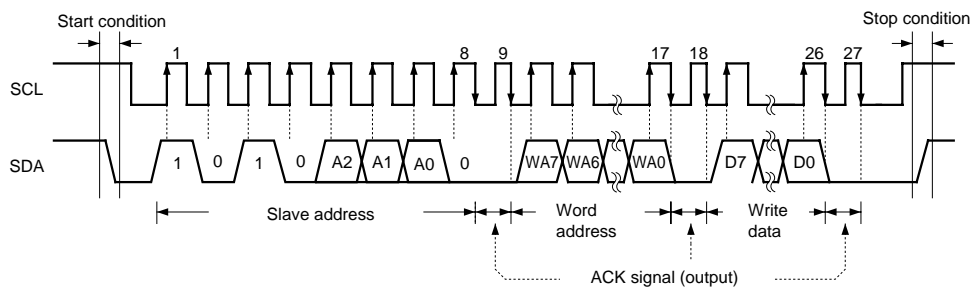 Start condition
Stop condition
1 8 9 17 18 26 27
SCL
SDA
1 0 1 0 A2 A1 A0 0 WA7 WA6 WA0 D7 D0
Slave address
Word
address
Write
data
ACK signal (output)